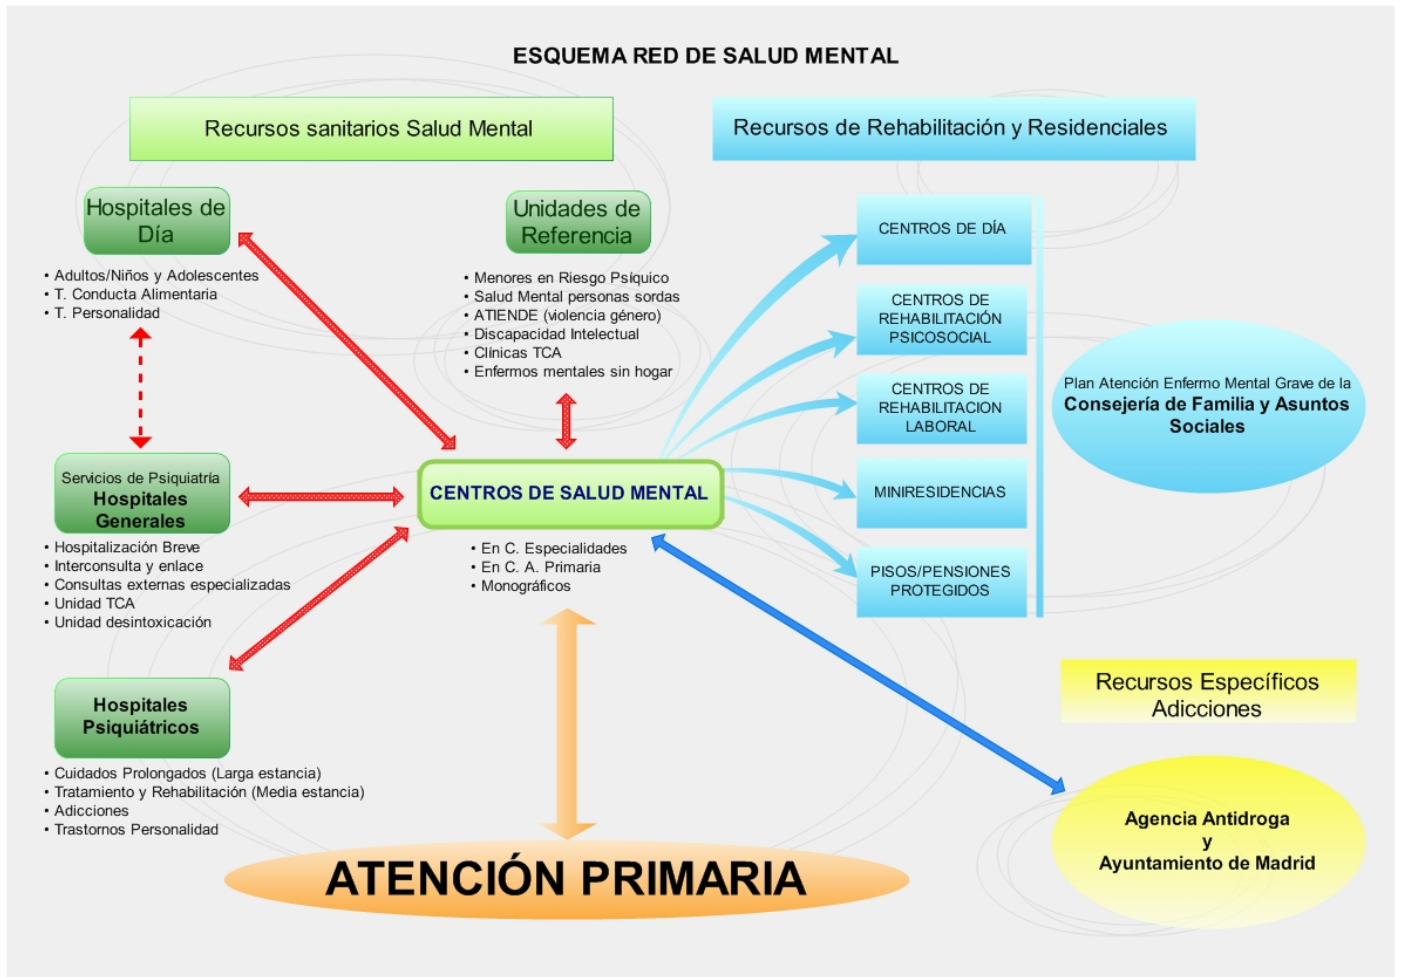 ESQUEMA RED DE SALUD MENTAL
Recursos sanitarios Salud Mental
Recursos de Rehabilitación y Residenciales
Hospitales de
Día
• Adultos/Niños y Adolescentes
• T. Conducta Alimentaria
• T. Personalidad
Unidades de
Referencia
• Menores en Riesgo Psíquico
• Salud Mental personas sordas
• ATIENDE (violencia género)
• Discapacidad Intelectual
• Clínicas TCA
• Enfermos mentales sin hogar
CENTROS DE DÍA
CENTROS DE
REHABILITACIÓN
PSICOSOCIAL
CENTROS DE
REHABILITACION
LABORAL
MINIRESIDENCIAS
PISOS/PENSIONES
PROTEGIDOS
Plan Atención Enfermo Mental Grave de la
Consejería de Familia y Asuntos
Sociales
Servicios de Psiquiatría
Hospitales
Generales
• Hospitalización Breve
• Interconsulta y enlace
• Consultas externas especializadas
• Unidad TCA
• Unidad desintoxicación
CENTROS DE SALUD MENTAL
• En C. Especialidades
• En C. A. Primaria
• Monográficos
Hospitales
Psiquiátricos
• Cuidados Prolongados (Larga estancia)
• Tratamiento y Rehabilitación (Media estancia)
• Adicciones
• Trastornos Personalidad
Recursos Específicos
Adicciones
Agencia Antidroga
y
Ayuntamiento de Madrid
ATENCIÓN PRIMARIA